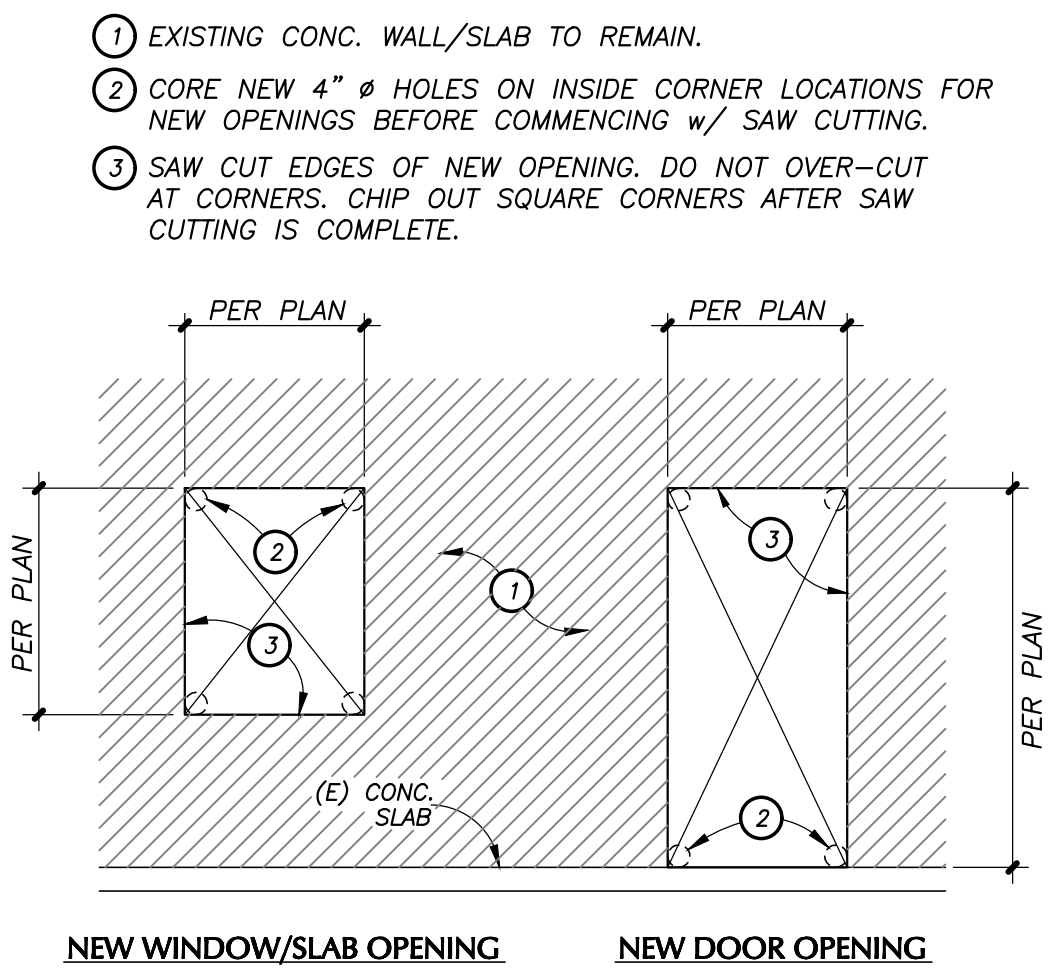 1 EXISTING CONC. WALL/SLAB TO REMAIN.
2 CORE NEW 4" ø HOLES ON INSIDE CORNER LOCATIONS FOR
NEW OPENINGS BEFORE COMMENCING w/ SAW CUTTING.
3 SAW CUT EDGES OF NEW OPENING. DO NOT OVER-CUT
AT CORNERS. CHIP OUT SQUARE CORNERS AFTER SAW
CUTTING IS COMPLETE.
PER PLAN
PER PLAN
PER PLAN
PER PLAN
2
3
1
3
2
(E) CONC.
SLAB
NEW WINDOW/SLAB OPENING
NEW DOOR OPENING